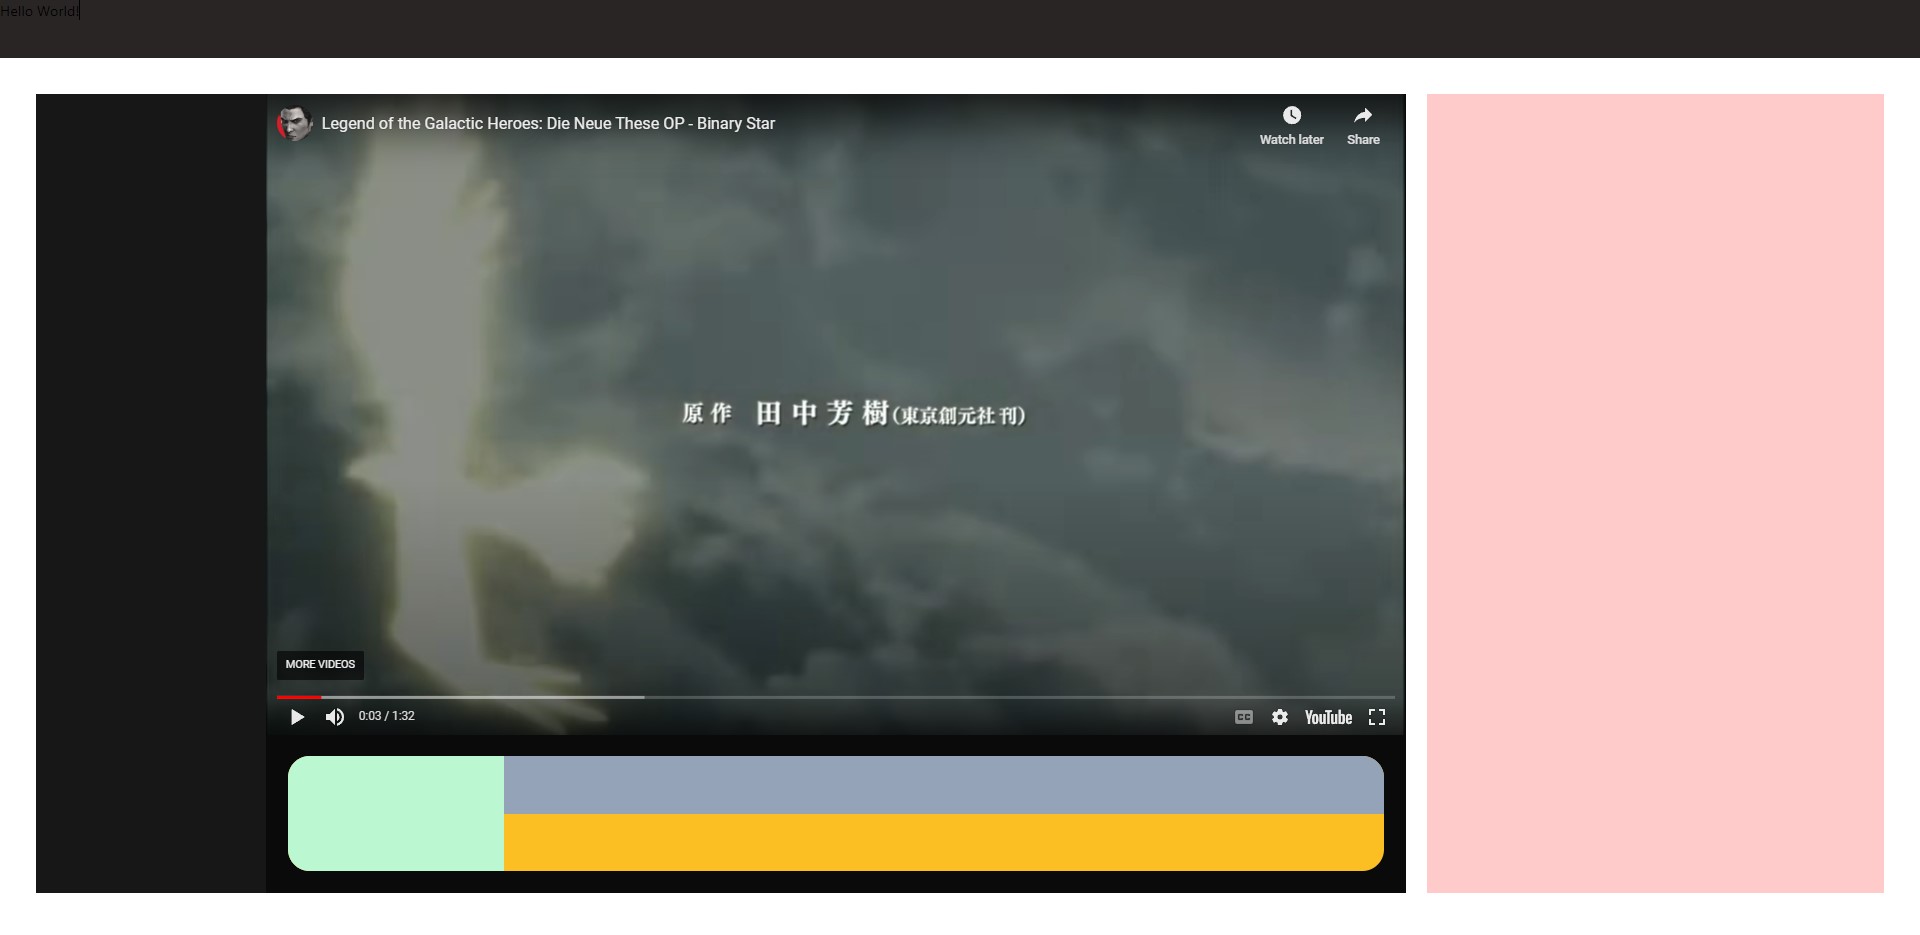 Hello World!
Legend of the Galactic Heroes: Die Neue These OP - Binary Star
Watch later
Share
原作 田中芳樹(東京創元社刊)
MORE VIDEOS
0:03 / 1:32
CC
YouTube